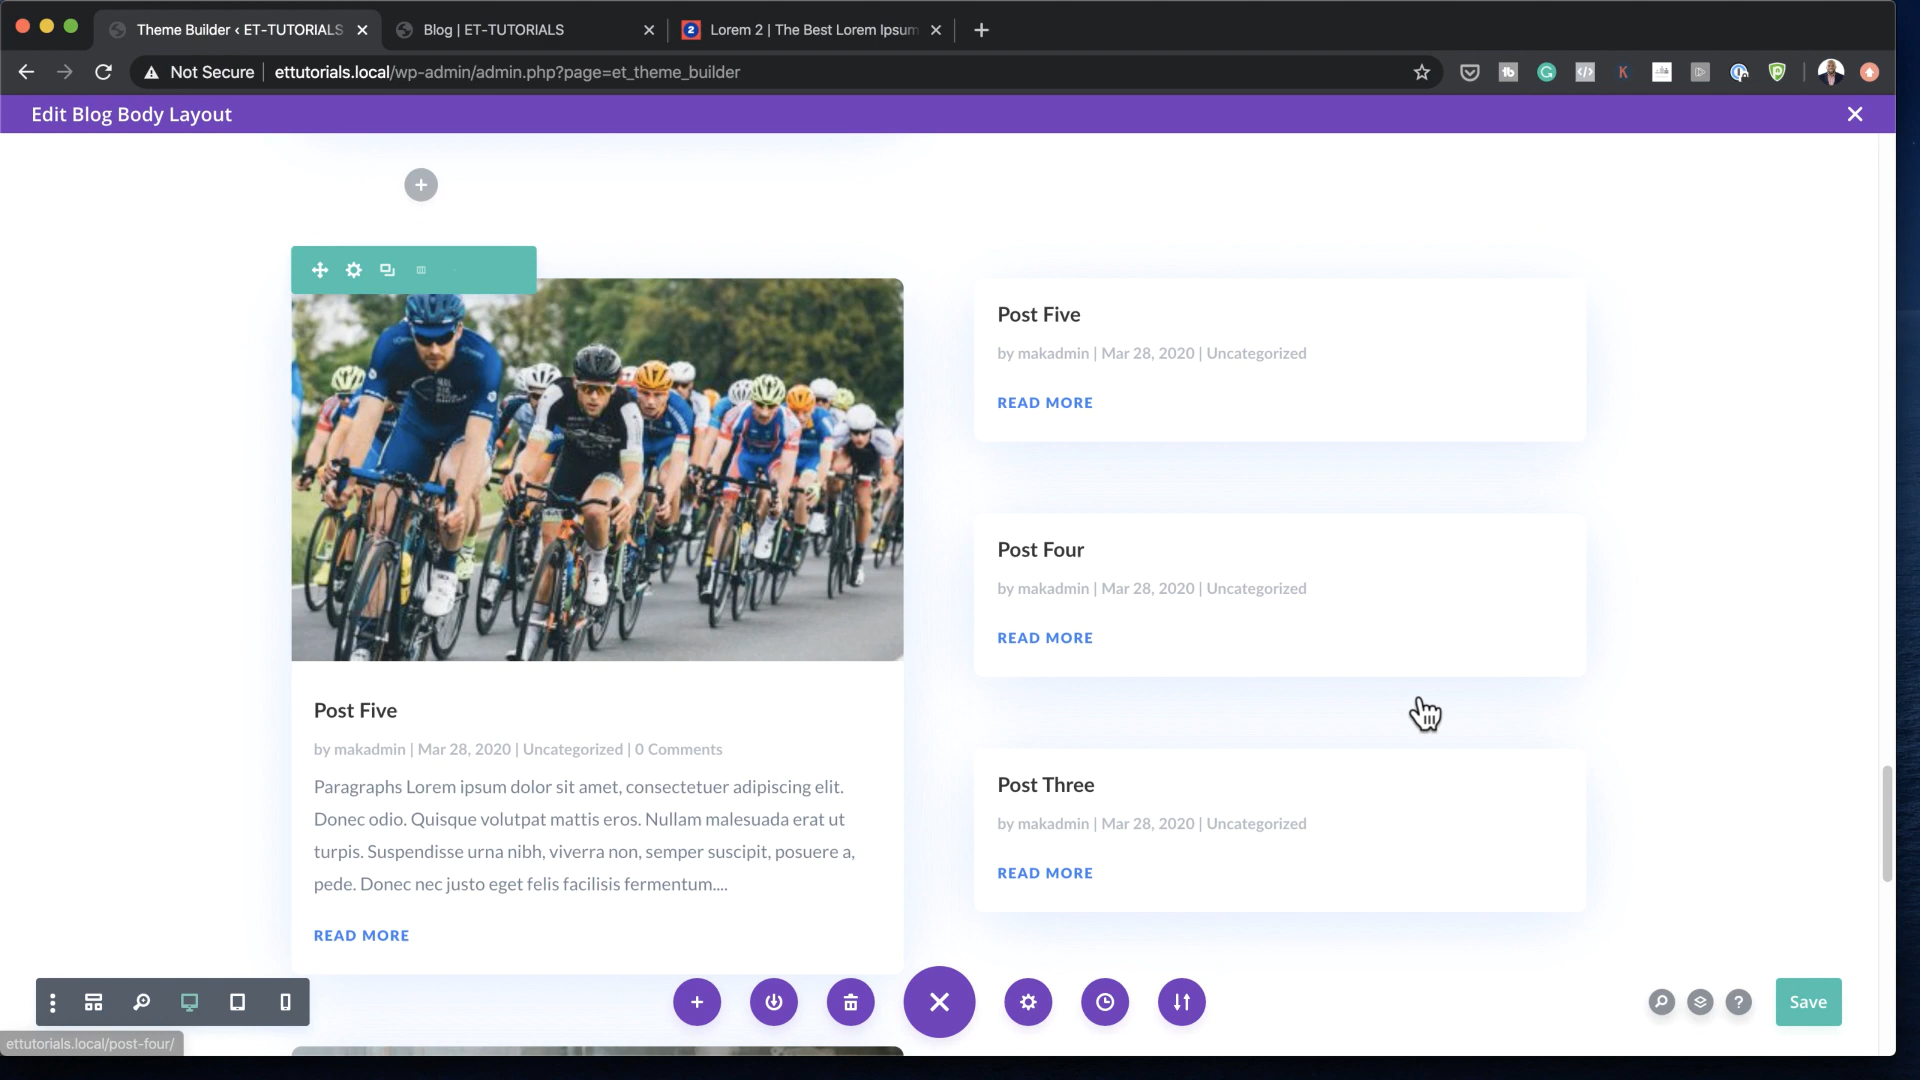 Theme Builder ‹ ET-TUTORIALS
Blog | ET-TUTORIALS
Lorem 2 | The Best Lorem Ipsum
Not Secure
ettutorials.local/wp-admin/admin.php?page=et_theme_builder
Edit Blog Body Layout
Post Five
by makadmin | Mar 28, 2020 | Uncategorized | 0 Comments
Paragraphs Lorem ipsum dolor sit amet, consectetuer adipiscing elit.
Donec odio. Quisque volutpat mattis eros. Nullam malesuada erat ut
turpis. Suspendisse urna nibh, viverra non, semper suscipit, posuere a,
pede. Donec nec justo eget felis facilisis fermentum....
READ MORE
Post Five
by makadmin | Mar 28, 2020 | Uncategorized
READ MORE
Post Four
by makadmin | Mar 28, 2020 | Uncategorized
READ MORE
Post Three
by makadmin | Mar 28, 2020 | Uncategorized
READ MORE
Save
ettutorials.local/post-four/